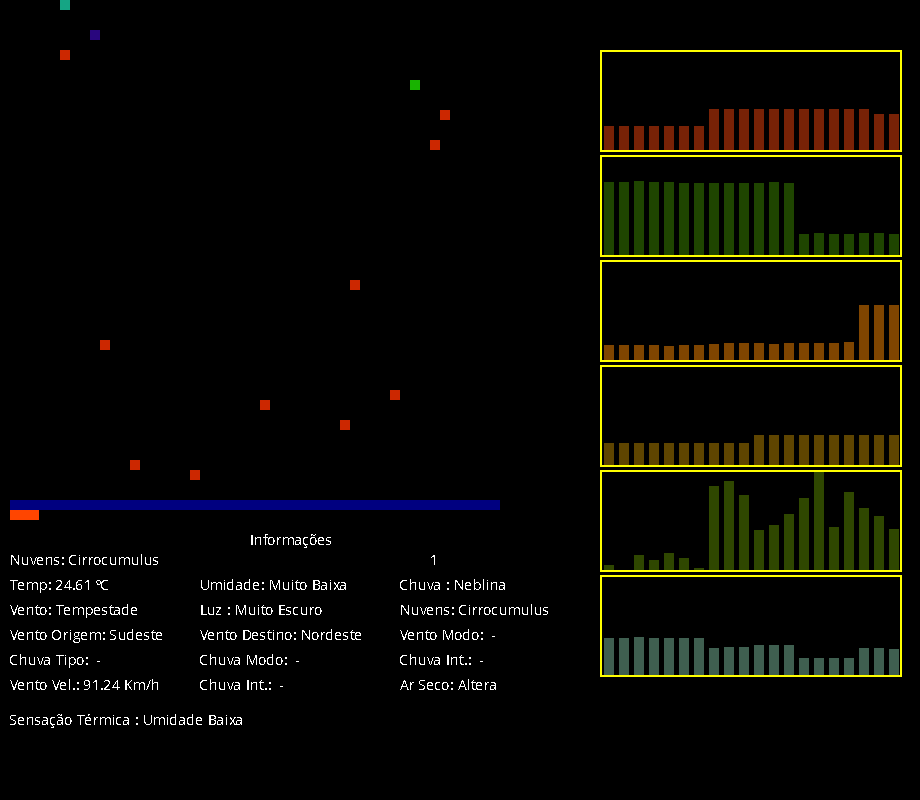 Informações
Nuvens: Cirrocumulus 1
Temp: 24.61 ºC Umidade: Muito Baixa Chuva : Neblina
Vento: Tempestade Luz : Muito Escuro Nuvens: Cirrocumulus
Vento Origem: Sudeste Vento Destino: Nordeste Vento Modo: -
Chuva Tipo: - Chuva Modo: - Chuva Int.: -
Vento Vel.: 91.24 Km/h Chuva Int.: - Ar Seco: Altera
Sensação Térmica : Umidade Baixa